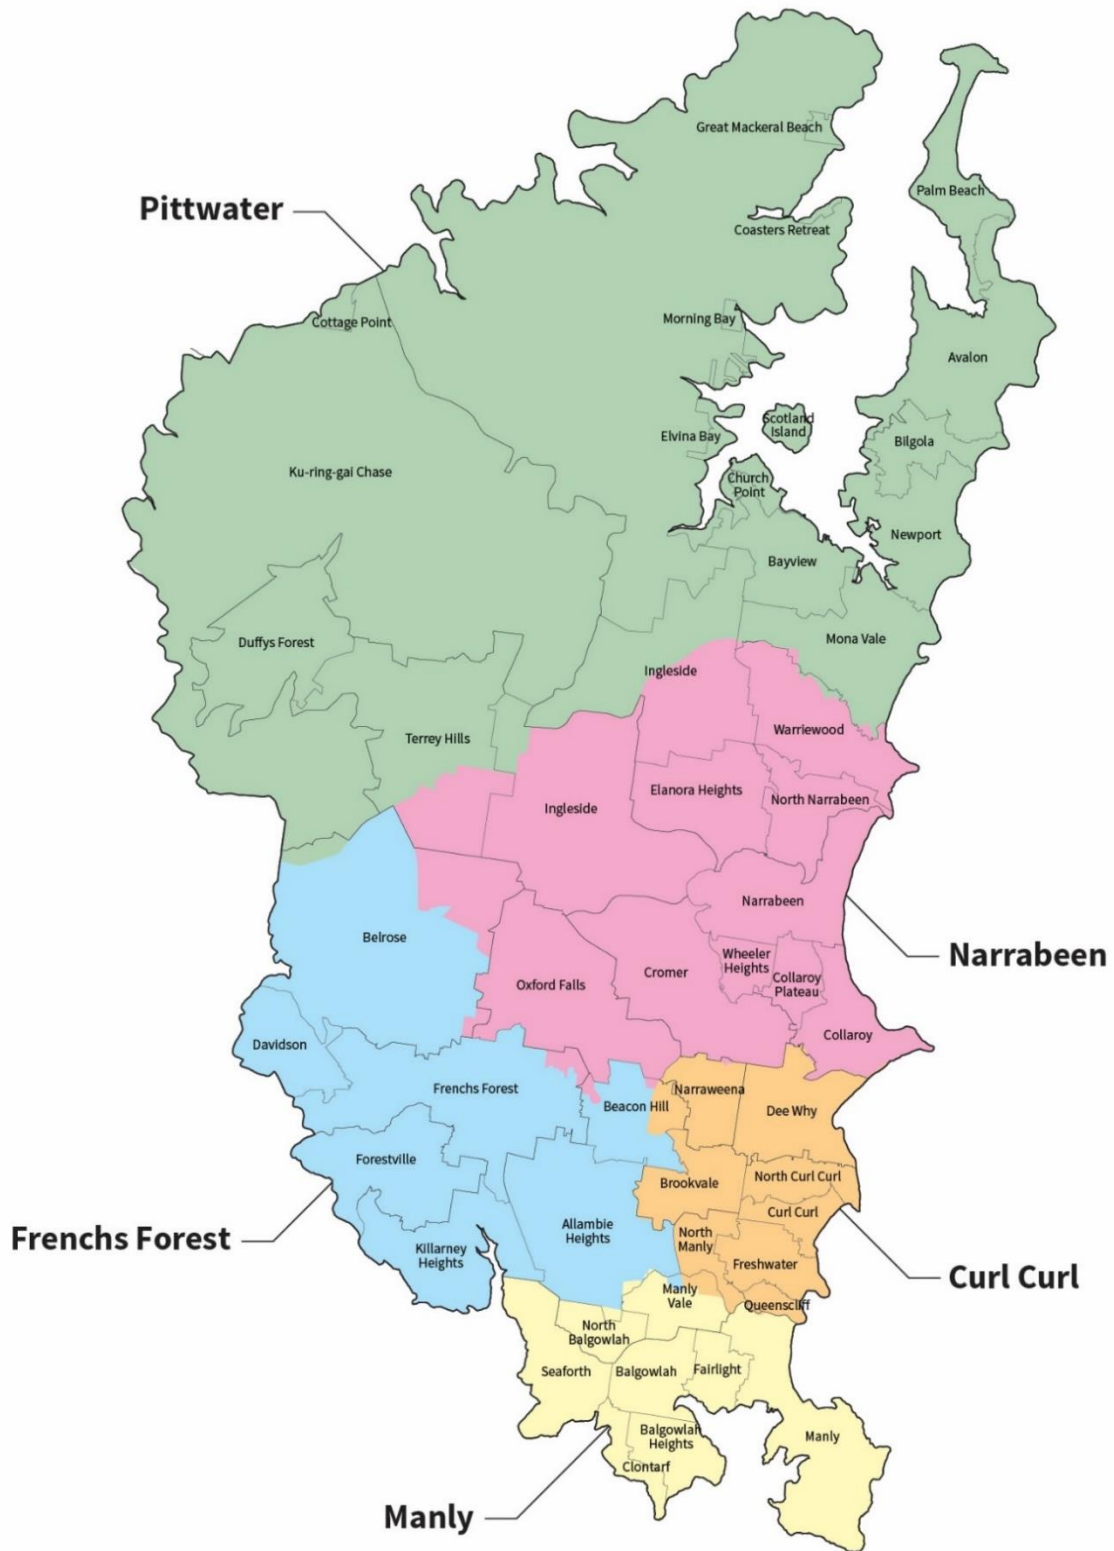 Great Mackeral Beach
Palm Beach
Pittwater
Coasters Retreat
Morning Bay
Cottage Point
Avalon
Scotland
Island
Elvina Bay
Bilgola
Ku-ring-gai Chase
Church
Point
Newport
Bayview
Duffys Forest
Mona Vale
Ingleside
Warriewood
Terrey Hills
Elanora Heights
North Narrabeen
Ingleside
Narrabeen
Belrose
Narrabeen
Wheeler
Heights
Cromer
Collaroy
Plateau
Oxford Falls
Collaroy
Davidson
Frenchs Forest
Narraweena
Beacon Hill
Dee Why
Forestville
North Curl Curl
Brookvale
Curl Curl
Allambie
Heights
North
Manly
Frenchs Forest
Killarney
Heights
Freshwater
Curl Curl
Manly
Vale
Queenscliff
North
Balgowlah
Seaforth
Balgowlah
Fairlight
Balgowlah
Heights
Manly
Clontarf
Manly